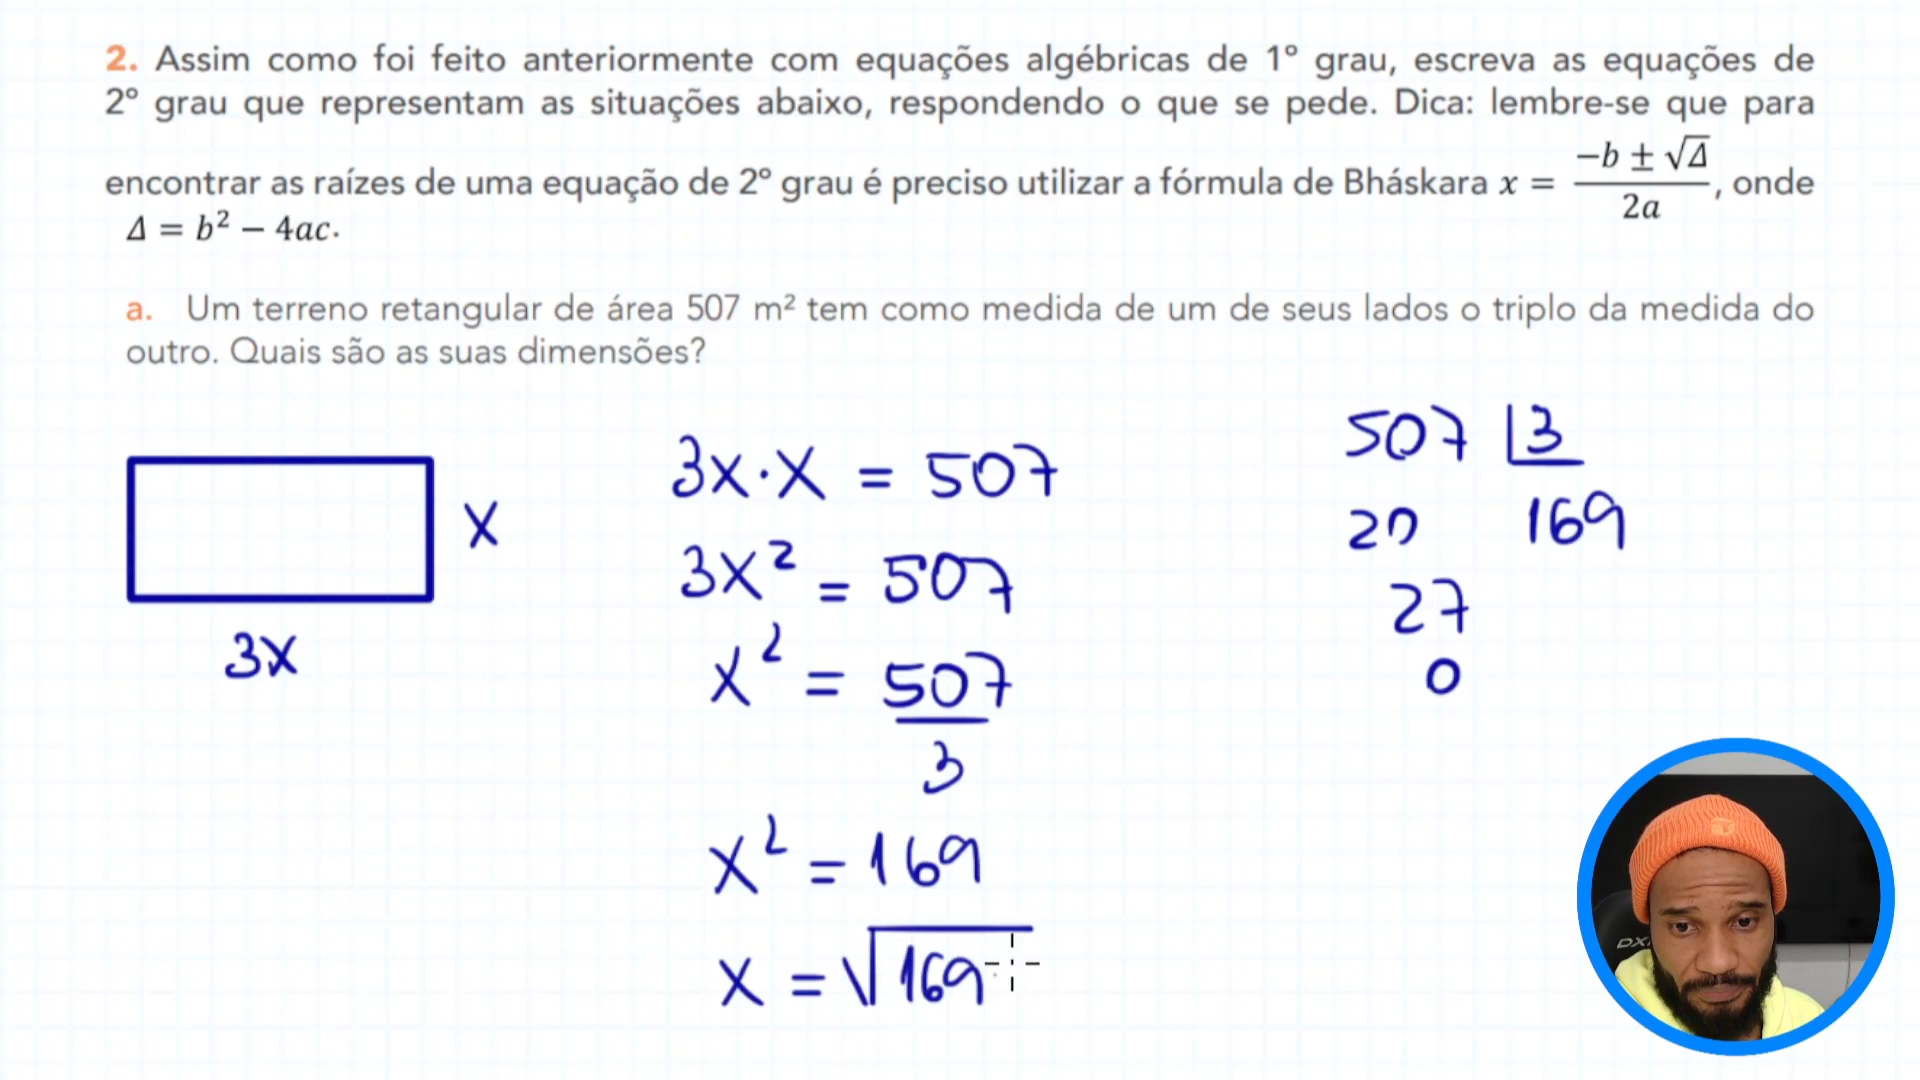 2. Assim como foi feito anteriormente com equações algébricas de 1º grau, escreva as equações de
2º grau que representam as situações abaixo, respondendo o que se pede. Dica: lembre-se que para
encontrar as raízes de uma equação de 2º grau é preciso utilizar a fórmula de Bháskara x = (−b ± √Δ)/2a, onde
Δ = b² − 4ac.
a. Um terreno retangular de área 507 m² tem como medida de um de seus lados o triplo da medida do
outro. Quais são as suas dimensões?
x
3x
3x·x = 507
3x² = 507
x² = 507
3
x² = 169
x = √169
507 3
20 169
27
0
DX